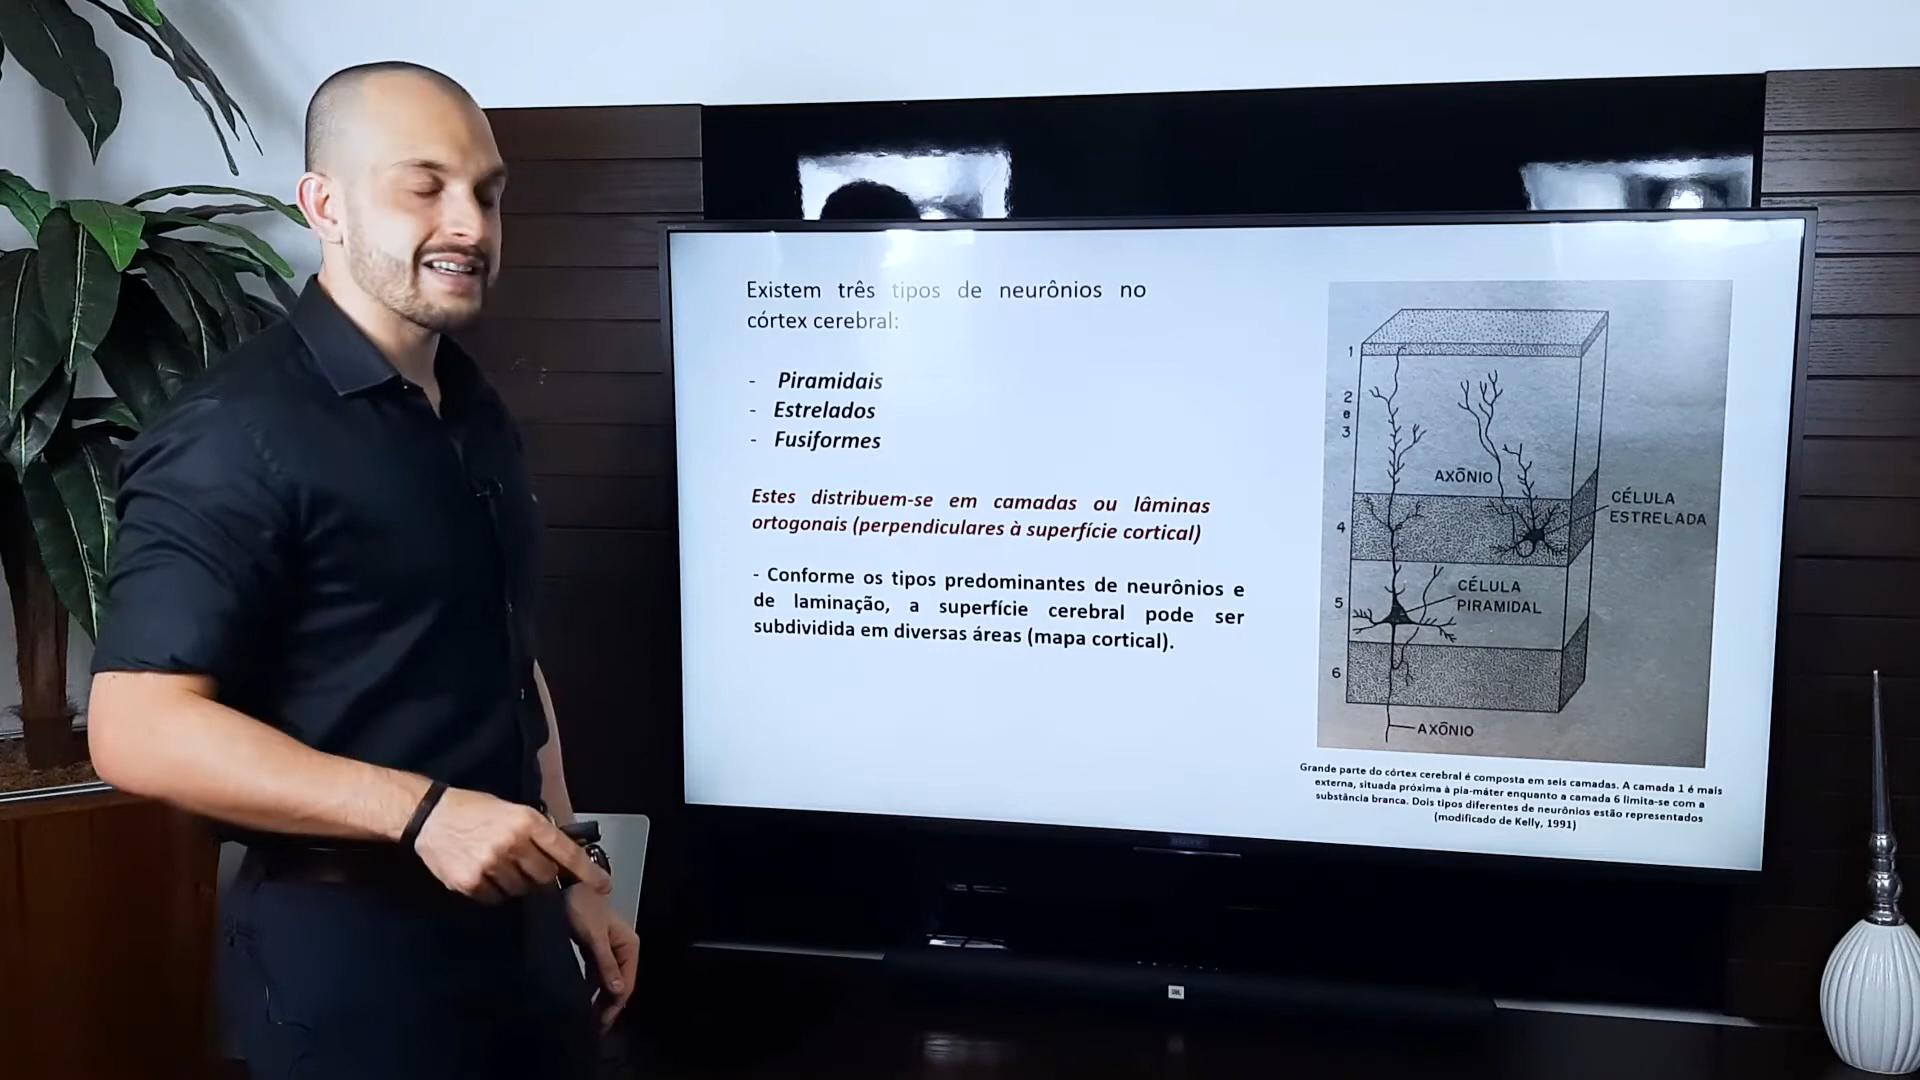 Existem três tipos de neurônios no
córtex cerebral:
- Piramidais
- Estrelados
- Fusiformes
Estes distribuem-se em camadas ou lâminas
ortogonais (perpendiculares à superfície cortical)
- Conforme os tipos predominantes de neurônios e
de laminação, a superfície cerebral pode ser
subdividida em diversas áreas (mapa cortical).
1
2
e
3
AXŌNIO
CÉLULA
ESTRELADA
4
CÉLULA
PIRAMIDAL
5
6
AXŌNIO
Grande parte do córtex cerebral é composta em seis camadas. A camada 1 é mais
externa, situada próxima à pia-máter enquanto a camada 6 limita-se com a
substância branca. Dois tipos diferentes de neurônios estão representados
(modificado de Kelly, 1991)
SONY
JBL